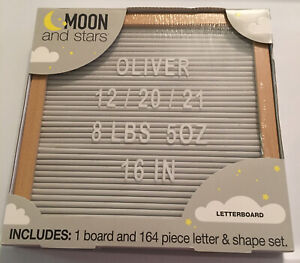 MOON
and stars
OLIVER
12/20/21
8 LBS 5OZ
16 IN
LETTERBOARD
INCLUDES: 1 board and 164 piece letter & shape set.